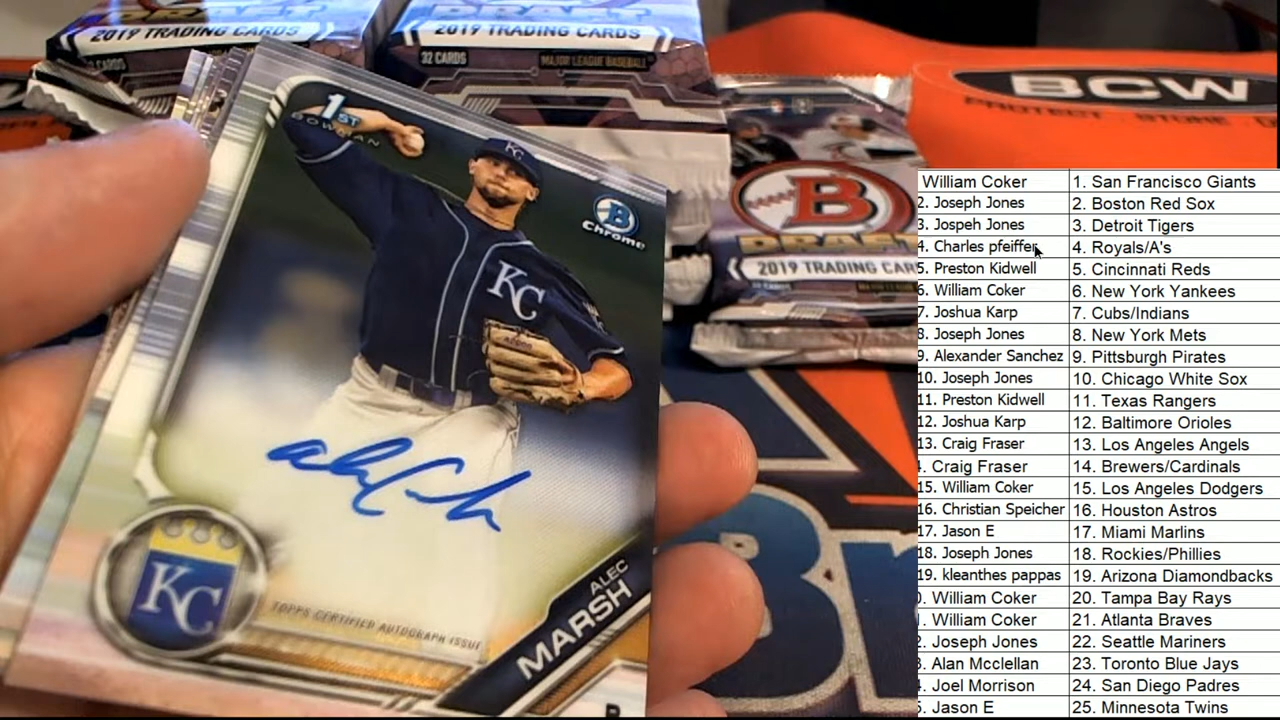 2019 TRADING CARDS
2019 TRADING CARDS
32 CARDS
MAJOR LEAGUE BASEBALL
BCW
PROTECT · STORE ·
1ST
BOWMAN
KC
B
Chrome
KC
B
DRAFT
2019 TRADING CAR
KC
TOPPS CERTIFIED AUTOGRAPH ISSUE
ALEC
MARSH
P
William Coker 1. San Francisco Giants
2. Joseph Jones 2. Boston Red Sox
3. Jospeh Jones 3. Detroit Tigers
4. Charles pfeiffer 4. Royals/A's
5. Preston Kidwell 5. Cincinnati Reds
6. William Coker 6. New York Yankees
7. Joshua Karp 7. Cubs/Indians
8. Joseph Jones 8. New York Mets
9. Alexander Sanchez 9. Pittsburgh Pirates
10. Joseph Jones 10. Chicago White Sox
11. Preston Kidwell 11. Texas Rangers
12. Joshua Karp 12. Baltimore Orioles
13. Craig Fraser 13. Los Angeles Angels
4. Craig Fraser 14. Brewers/Cardinals
15. William Coker 15. Los Angeles Dodgers
16. Christian Speicher 16. Houston Astros
17. Jason E 17. Miami Marlins
18. Joseph Jones 18. Rockies/Phillies
19. kleanthes pappas 19. Arizona Diamondbacks
. William Coker 20. Tampa Bay Rays
. William Coker 21. Atlanta Braves
. Joseph Jones 22. Seattle Mariners
. Alan Mcclellan 23. Toronto Blue Jays
. Joel Morrison 24. San Diego Padres
. Jason E 25. Minnesota Twins